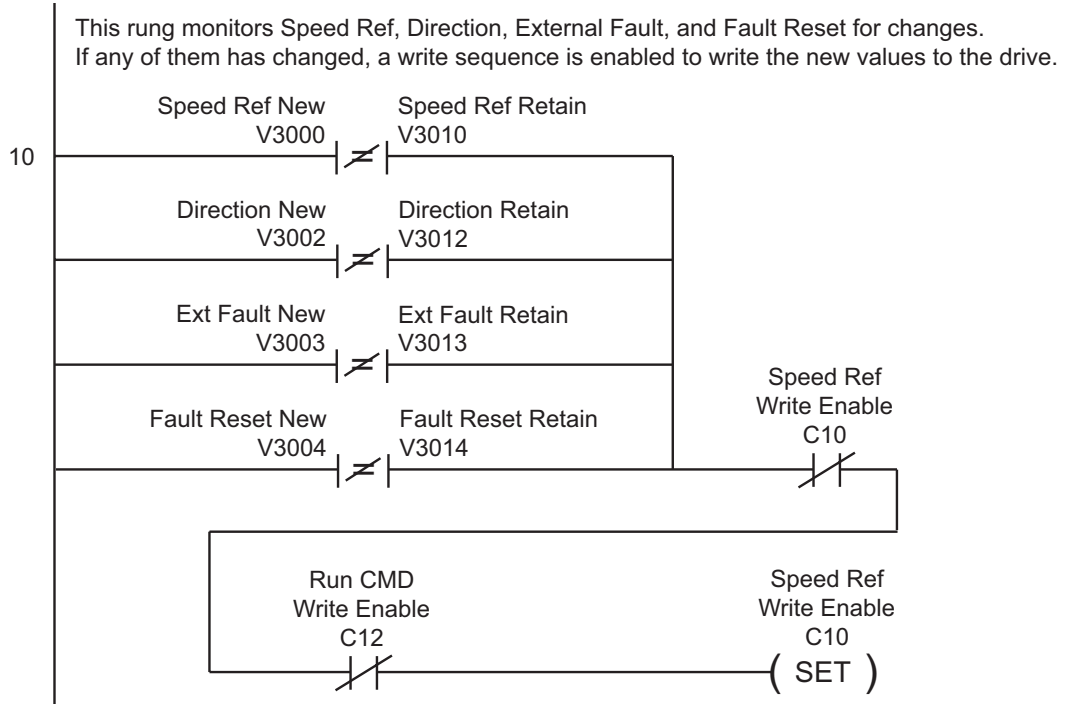 This rung monitors Speed Ref, Direction, External Fault, and Fault Reset for changes.
If any of them has changed, a write sequence is enabled to write the new values to the drive.
Speed Ref New Speed Ref Retain
V3000 V3010
10
Direction New Direction Retain
V3002 V3012
Ext Fault New Ext Fault Retain
V3003 V3013
Speed Ref
Write Enable
C10
Fault Reset New Fault Reset Retain
V3004 V3014
Run CMD
Write Enable
C12
Speed Ref
Write Enable
C10
( SET )